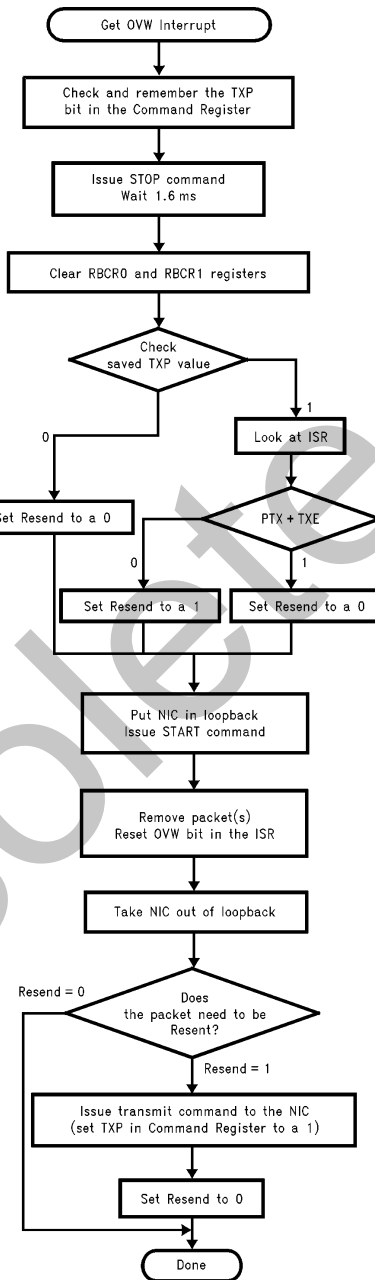 Get OVW Interrupt
Check and remember the TXP
bit in the Command Register
Issue STOP command
Wait 1.6 ms
Clear RBCR0 and RBCR1 registers
Check
saved TXP value
0
1
Look at ISR
Set Resend to a 0
PTX + TXE
0
1
Set Resend to a 1
Set Resend to a 0
Put NIC in loopback
Issue START command
Remove packet(s)
Reset OVW bit in the ISR
Take NIC out of loopback
Resend = 0
Does
the packet need to be
Resent?
Resend = 1
Issue transmit command to the NIC
(set TXP in Command Register to a 1)
Set Resend to 0
Done
olete